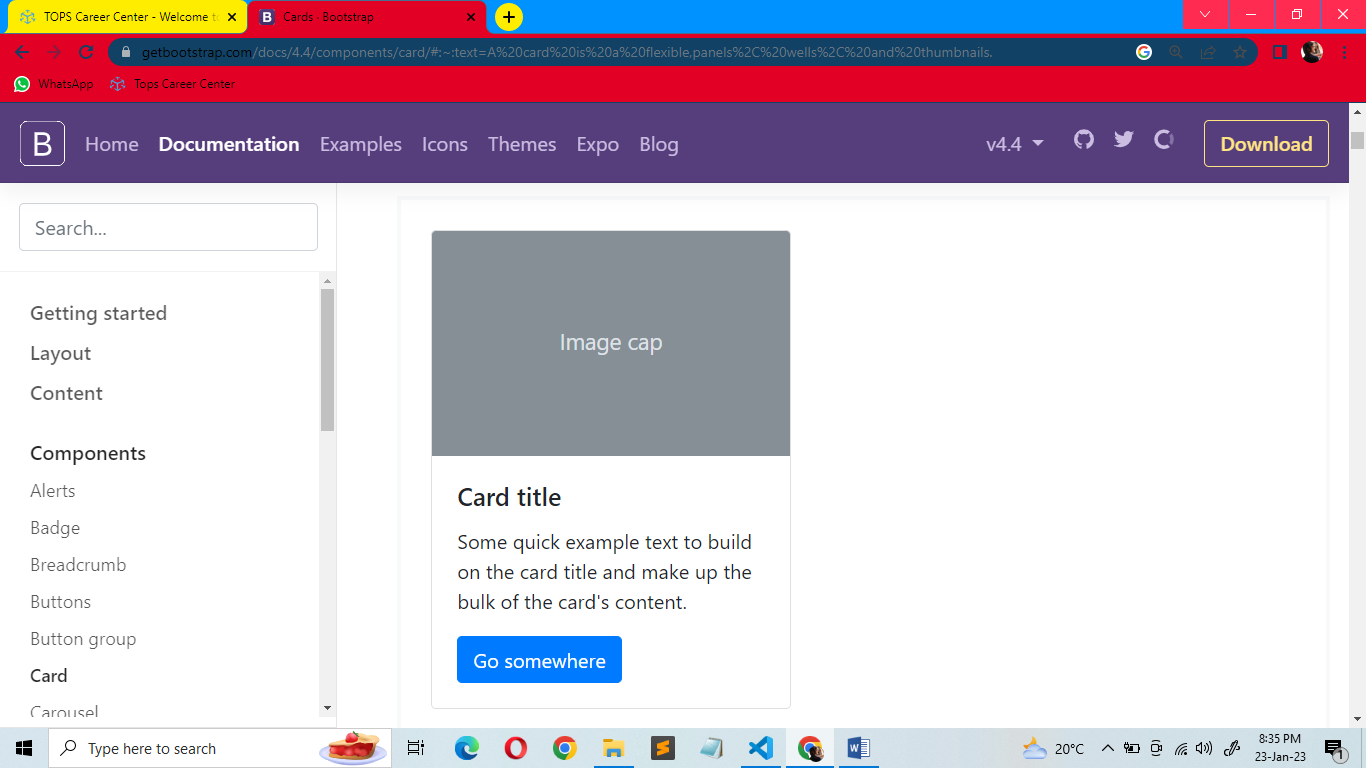 TOPS Career Center - Welcome to
Cards · Bootstrap
getbootstrap.com/docs/4.4/components/card/#:~:text=A%20card%20is%20a%20flexible,panels%2C%20wells%2C%20and%20thumbnails.
WhatsApp
Tops Career Center
B Home Documentation Examples Icons Themes Expo Blog v4.4 Download
Search...
Getting started
Layout
Content
Components
Alerts
Badge
Breadcrumb
Buttons
Button group
Card
Carousel
Image cap
Card title
Some quick example text to build
on the card title and make up the
bulk of the card's content.
Go somewhere
Type here to search
20°C
8:35 PM
23-Jan-23
1